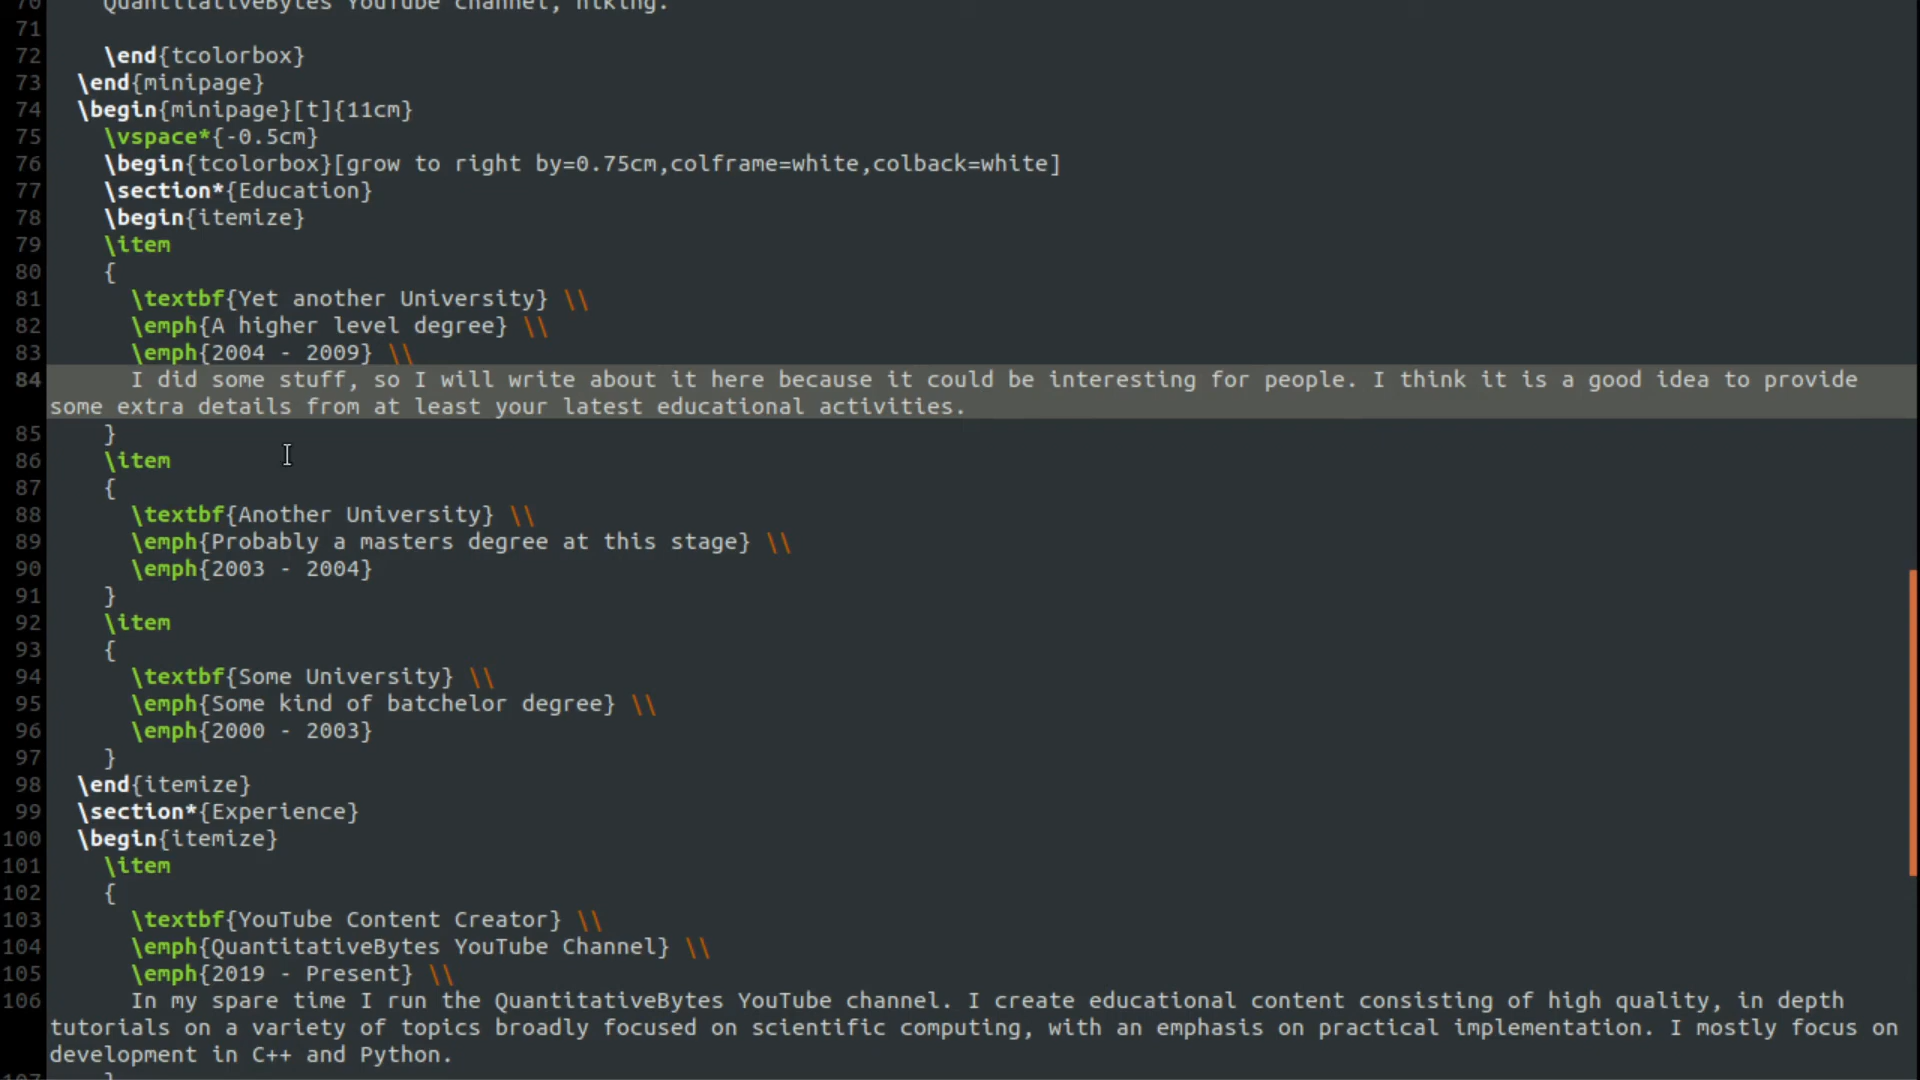 70 QuantitativeBytes YouTube channel, hiking.
71
72 \end{tcolorbox}
73 \end{minipage}
74 \begin{minipage}[t]{11cm}
75 \vspace*{-0.5cm}
76 \begin{tcolorbox}[grow to right by=0.75cm,colframe=white,colback=white]
77 \section*{Education}
78 \begin{itemize}
79 \item
80 {
81 \textbf{Yet another University} \\
82 \emph{A higher level degree} \\
83 \emph{2004 - 2009} \\
84 I did some stuff, so I will write about it here because it could be interesting for people. I think it is a good idea to provide
some extra details from at least your latest educational activities.
85 }
86 \item
87 {
88 \textbf{Another University} \\
89 \emph{Probably a masters degree at this stage} \\
90 \emph{2003 - 2004}
91 }
92 \item
93 {
94 \textbf{Some University} \\
95 \emph{Some kind of batchelor degree} \\
96 \emph{2000 - 2003}
97 }
98 \end{itemize}
99 \section*{Experience}
100 \begin{itemize}
101 \item
102 {
103 \textbf{YouTube Content Creator} \\
104 \emph{QuantitativeBytes YouTube Channel} \\
105 \emph{2019 - Present} \\
106 In my spare time I run the QuantitativeBytes YouTube channel. I create educational content consisting of high quality, in depth
tutorials on a variety of topics broadly focused on scientific computing, with an emphasis on practical implementation. I mostly focus on
development in C++ and Python.
107 }